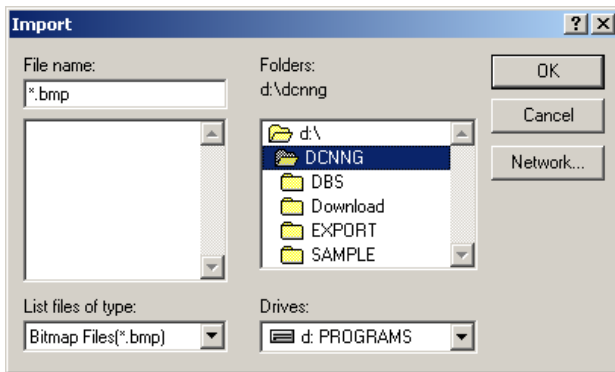 Import
File name:
*.bmp
Folders:
d:\dcnng
d:\
DCNNG
DBS
Download
EXPORT
SAMPLE
OK
Cancel
Network...
List files of type:
Bitmap Files(*.bmp)
Drives:
d: PROGRAMS